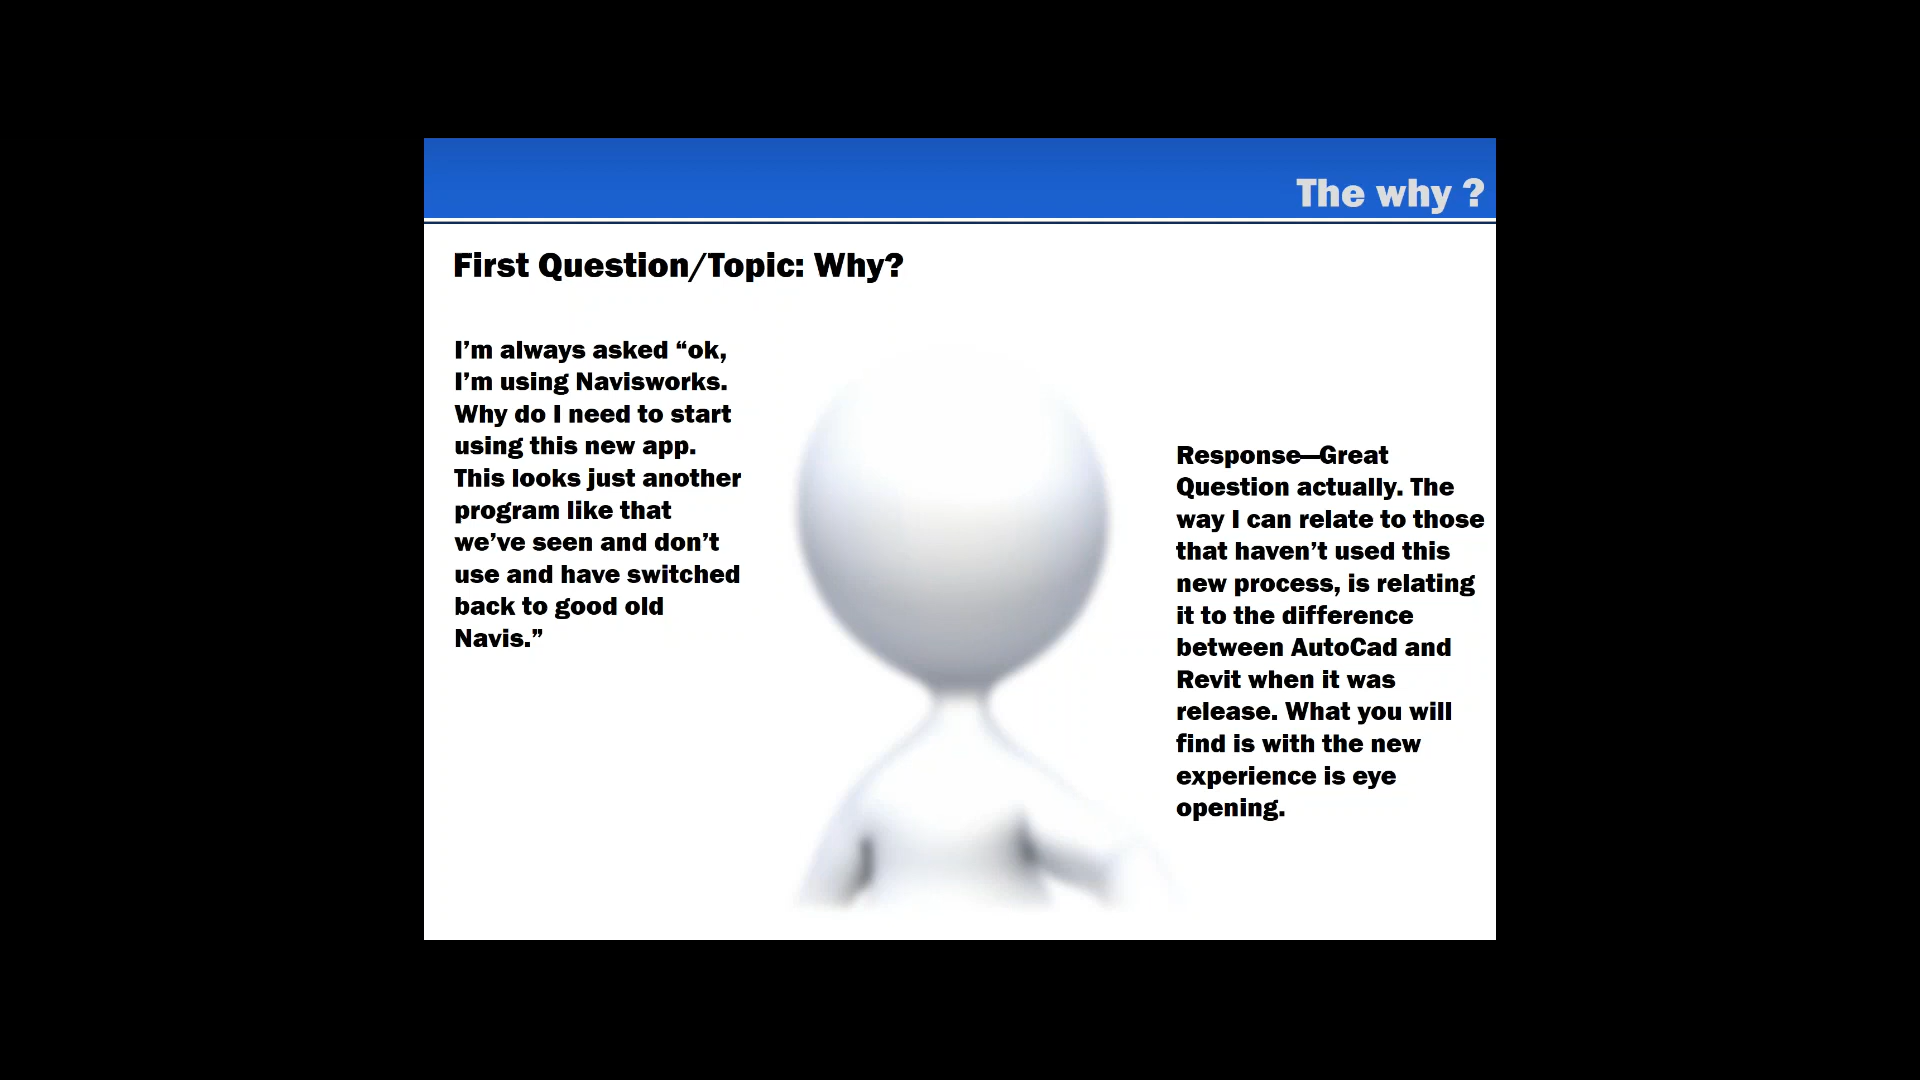 The why ?
First Question/Topic: Why?
I’m always asked “ok,
I’m using Navisworks.
Why do I need to start
using this new app.
This looks just another
program like that
we’ve seen and don’t
use and have switched
back to good old
Navis.”
Response—Great
Question actually. The
way I can relate to those
that haven’t used this
new process, is relating
it to the difference
between AutoCad and
Revit when it was
release. What you will
find is with the new
experience is eye
opening.